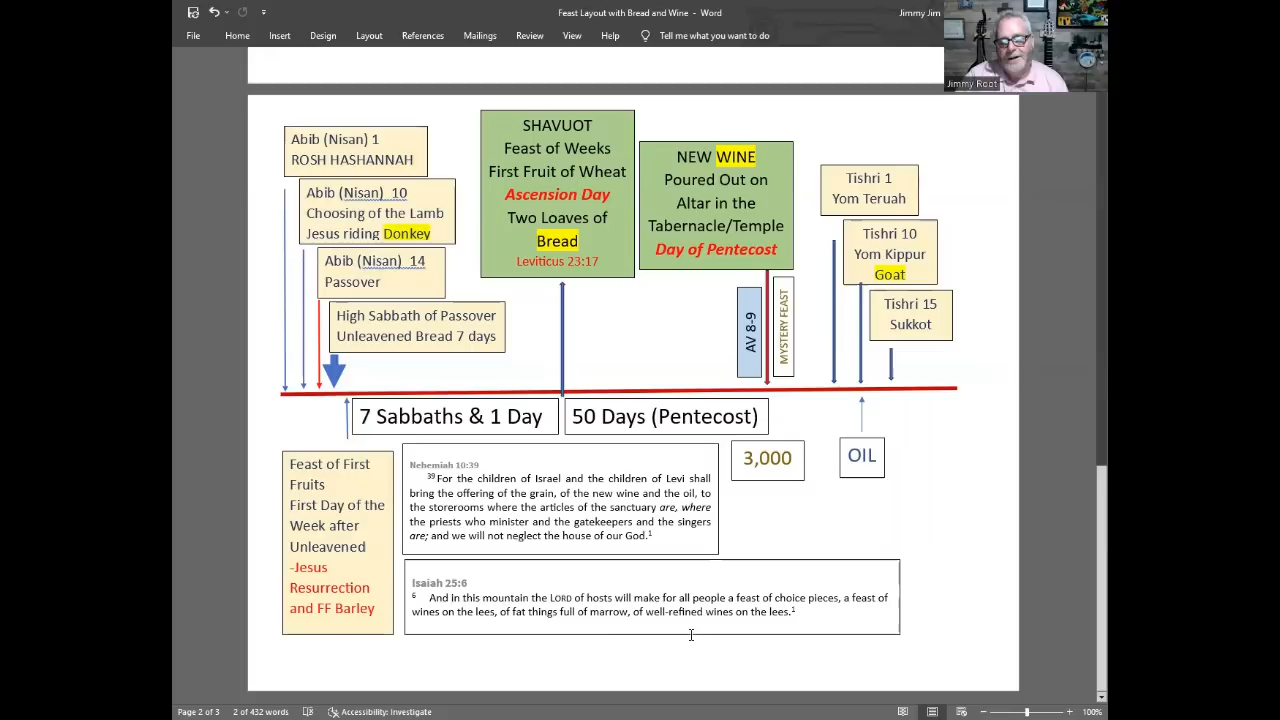 Feast Layout with Bread and Wine - Word
Jimmy Jim
File Home Insert Design Layout References Mailings Review View Help Tell me what you want to do
Jimmy Root
Abib (Nisan) 1
ROSH HASHANNAH
Abib (Nisan) 10
Choosing of the Lamb
Jesus riding Donkey
Abib (Nisan) 14
Passover
High Sabbath of Passover
Unleavened Bread 7 days
SHAVUOT
Feast of Weeks
First Fruit of Wheat
Ascension Day
Two Loaves of
Bread
Leviticus 23:17
NEW WINE
Poured Out on
Altar in the
Tabernacle/Temple
Day of Pentecost
AV 8-9
MYSTERY FEAST
Tishri 1
Yom Teruah
Tishri 10
Yom Kippur
Goat
Tishri 15
Sukkot
7 Sabbaths & 1 Day
50 Days (Pentecost)
3,000
OIL
Feast of First
Fruits
First Day of the
Week after
Unleavened
-Jesus
Resurrection
and FF Barley
Nehemiah 10:39
39 For the children of Israel and the children of Levi shall
bring the offering of the grain, of the new wine and the oil, to
the storerooms where the articles of the sanctuary are, where
the priests who minister and the gatekeepers and the singers
are; and we will not neglect the house of our God.1
Isaiah 25:6
6 And in this mountain the LORD of hosts will make for all people a feast of choice pieces, a feast of
wines on the lees, of fat things full of marrow, of well-refined wines on the lees.1
Page 2 of 3 2 of 432 words Accessibility: Investigate 100%